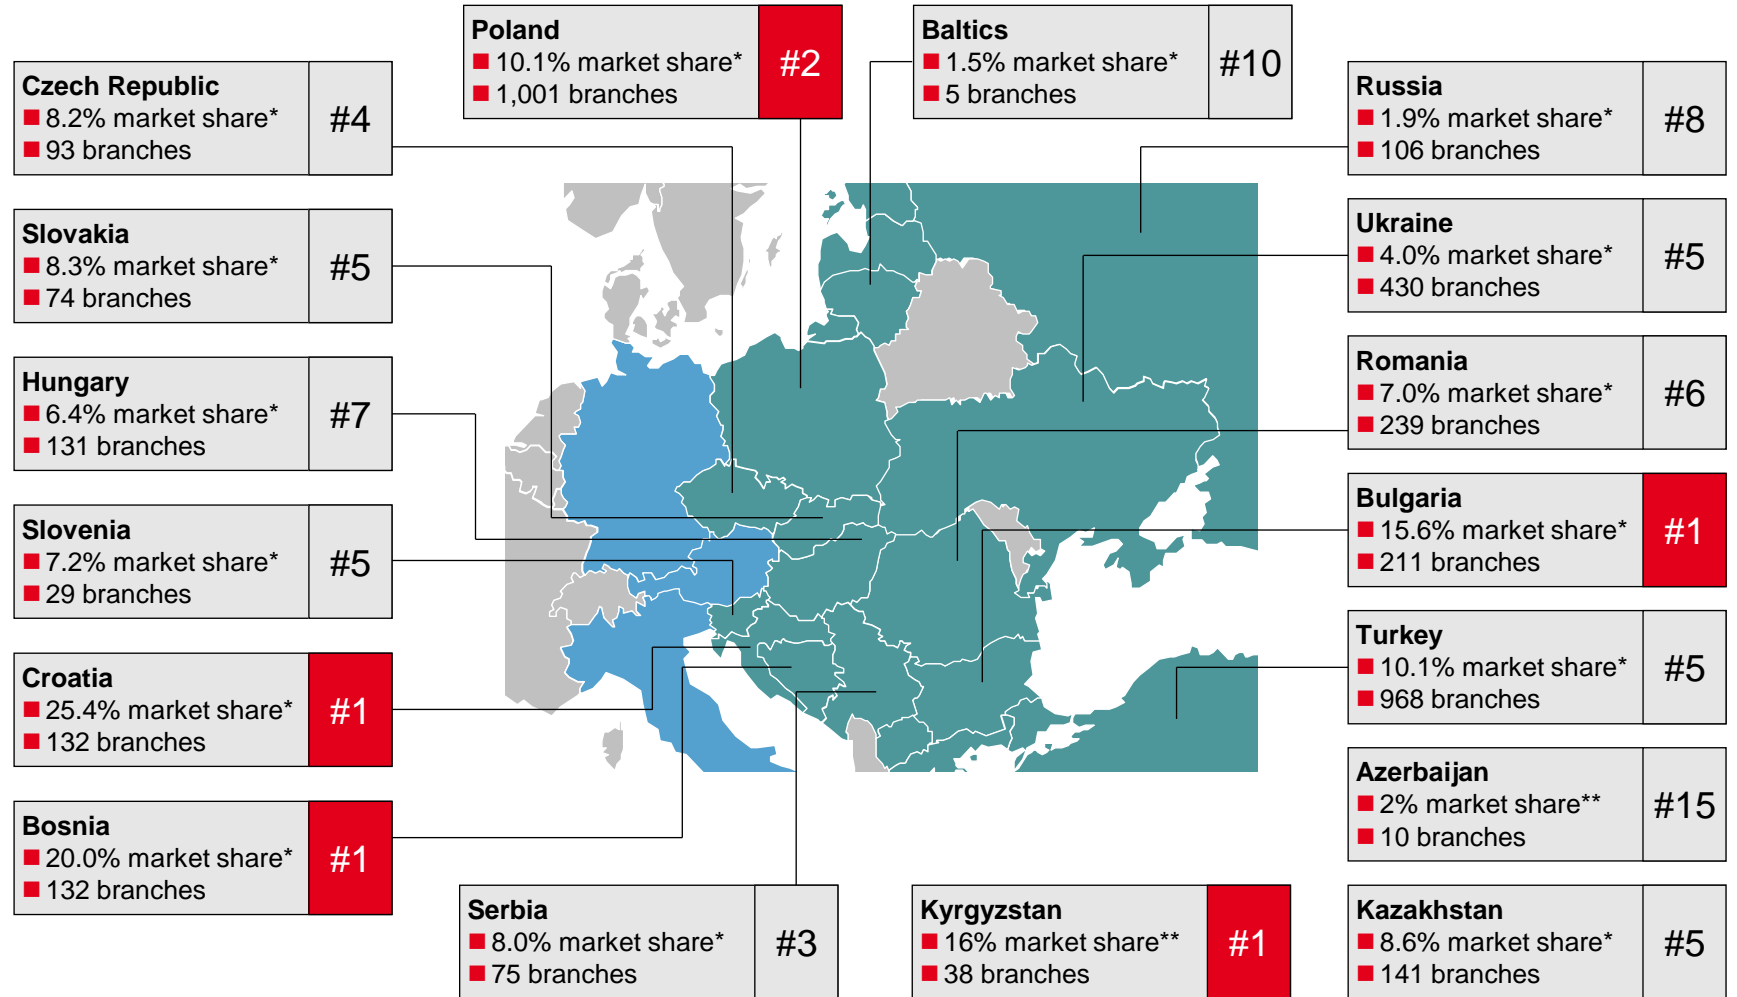 Poland
10.1% market share*
1,001 branches
#2
Baltics
1.5% market share*
5 branches
#10
Czech Republic
8.2% market share*
93 branches
#4
Russia
1.9% market share*
106 branches
#8
Slovakia
8.3% market share*
74 branches
#5
Ukraine
4.0% market share*
430 branches
#5
Hungary
6.4% market share*
131 branches
#7
Romania
7.0% market share*
239 branches
#6
Slovenia
7.2% market share*
29 branches
#5
Bulgaria
15.6% market share*
211 branches
#1
Croatia
25.4% market share*
132 branches
#1
Turkey
10.1% market share*
968 branches
#5
Bosnia
20.0% market share*
132 branches
#1
Azerbaijan
2% market share**
10 branches
#15
Serbia
8.0% market share*
75 branches
#3
Kyrgyzstan
16% market share**
38 branches
#1
Kazakhstan
8.6% market share*
141 branches
#5